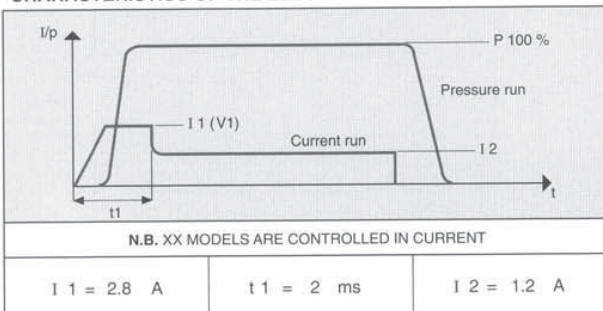 I/p
P 100 %
Pressure run
I 1 (V1)
Current run
I 2
t
t1
N.B. XX MODELS ARE CONTROLLED IN CURRENT
I 1 = 2.8 A
t 1 = 2 ms
I 2 = 1.2 A